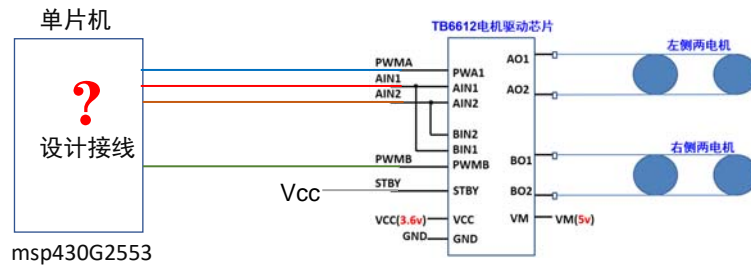 单片机
?
设计接线
msp430G2553
TB6612电机驱动芯片
PWMA
AIN1
AIN2
PWMB
STBY
Vcc
VCC(3.6v)
GND
PWA1
AIN1
AIN2
BIN2
BIN1
PWMB
STBY
VCC
GND
AO1
AO2
BO1
BO2
VM
VM(5v)
左侧两电机
右侧两电机